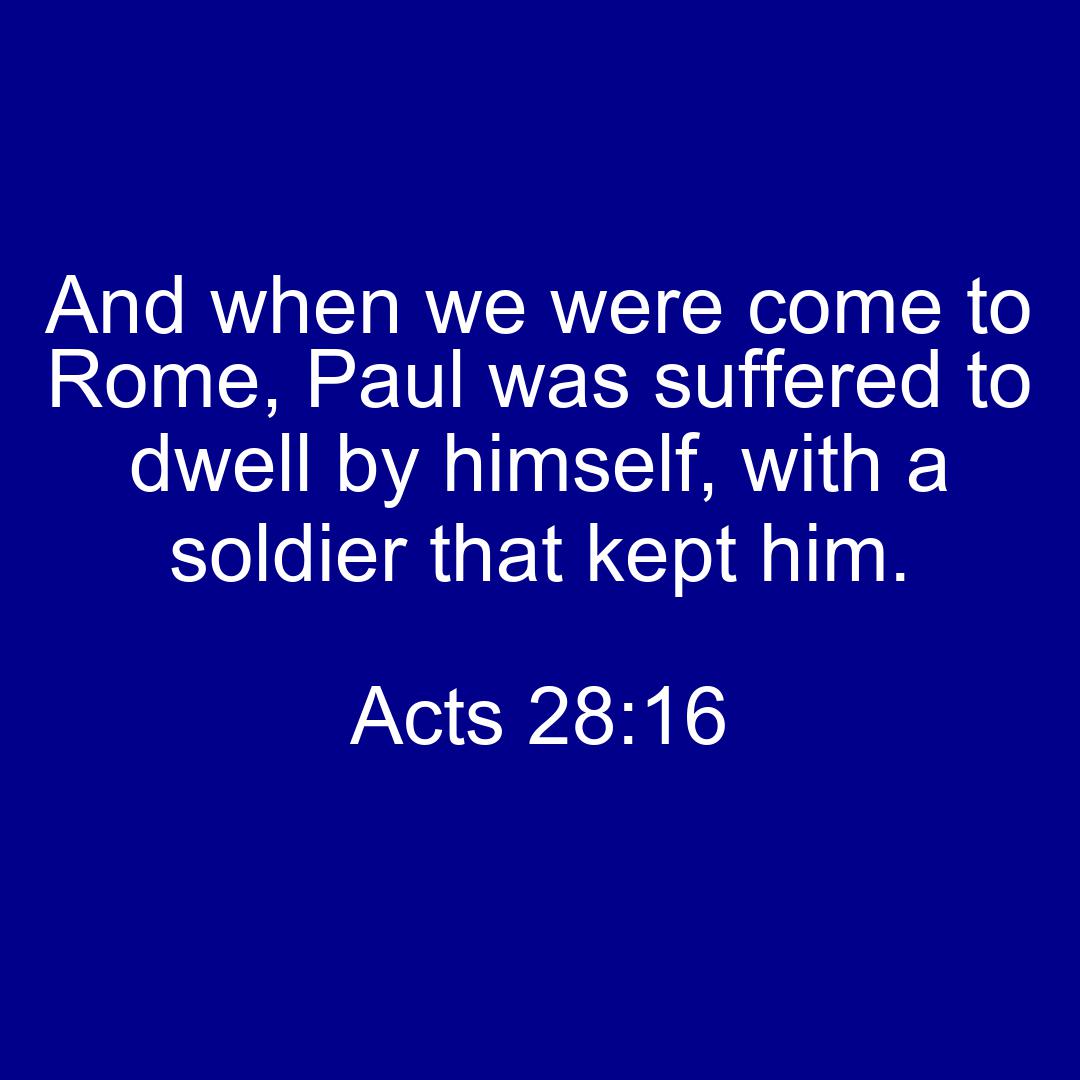 And when we were come to
Rome, Paul was suffered to
dwell by himself, with a
soldier that kept him.
Acts 28:16